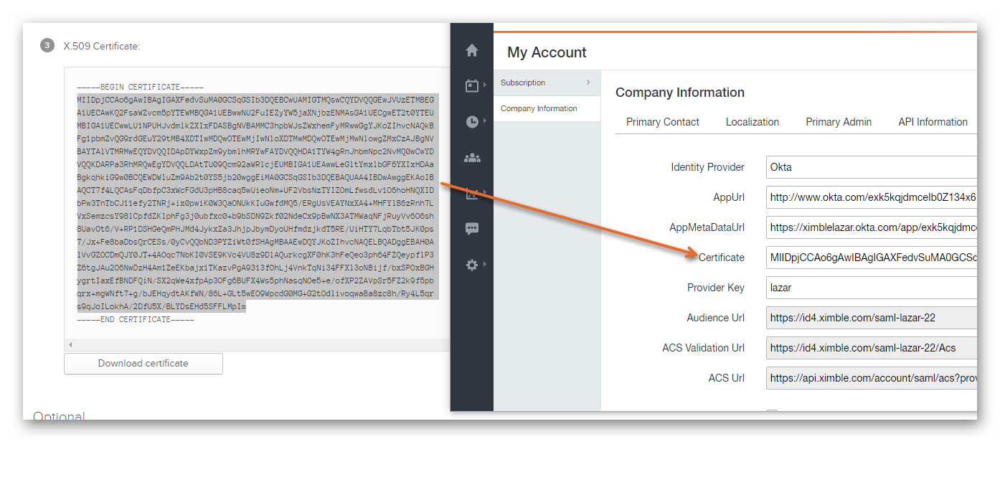 3 X.509 Certificate:
-----BEGIN CERTIFICATE-----
MIIDpjCCAo6gAwIBAgIGAXFedvSuMA0GCSqGSIb3DQEBCwUAMIGTMQswCQYDVQQGEwJVUzETMBEG
A1UECAwKQ2FsaWZvcm5pYTEWMBQGA1UEBwwNU2FuIEZyYW5jaXNjbzENMAsGA1UECgwET2t0YTEU
MBIGA1UECwwLU1NPUHJvdmlkZXIxFDASBgNVBAMMC3hpbWJsZWxhemFyMRwwGgYJKoZIhvcNAQkB
Fg1pbmZvQG9rdGEuY29tMB4XDTIwMDQwOTEwMjIwNloXDTMwMDQwOTEwMjMwNlowgZMxCzAJBgNV
BAYTAlVTMRMwEQYDVQQIDApDYWxpZm9ybmlhMRYwFAYDVQQHDA1TYW4gRnJhbmNpc2NvMQ0wCwYD
VQQKDARPa3RhMRQwEgYDVQQLDAtTU09Qcm92aWRlcjEUMBIGA1UEAwwLeGltYmxlbGF6YXIxHDAa
BgkqhkiG9w0BCQEWDWluZm9Ab2t0YS5jb20wggEiMA0GCSqGSIb3DQEBAQUAA4IBDwAwggEKAoIB
AQCT7f4LQCAsFqDbfpC3xWcFGdU3pHB8caq5wUieoNm+UF2VbsNzTYIZOmLfwsdLv1O6hoHNQXID
bPw3TnTbCJ11efy2TNRj+ix0pwiK0W3QaONUkKIuGwfdMQ5/ERgUsVEAYNxXA4+MHFYlB6zRnh7L
VxSemzcsY98lCpfdZKlphFg3j0ubfxc0+b9bSDN9Zkf02NdeCx9pBwNX3ATMWaqNFjRuyVv6O6sh
8UavOt6/V+RP1DSHGeQmPHJMd4JykxZa3JhjpJbymDyoUHfmdzjkdT5RE/UiHTY7LqbTbt5JK0ps
7/Jx+Fe8baDbsQrCESs/0yCvQQbND3PYZiWt0fSHAgMBAAEwDQYJKoZIhvcNAQELBQADggEBAH0A
lVvGZOCDmQJY0JT+4AOqc7NbKI0VSE9KVc4VU8z9DlAQurkcgXF0hK3hFeQeo3ph64FZQeypflP3
Z6tgJAu2O6NwDzH4Am1ZeEKbajx1TKazvPgA9313fOhLj4VnkTqNi34FFX13oNBijf/bxSPOxBGH
ygrtIaxEfBNDFQiN/SX2qWe4xfpAp3OFg6BUFX4Ws5phNasqNOe5+e/ofXP2ZAVpSr5FZ2k9f5pb
qrx+mgWNft7+g/bJEHqydtAKfWN/86L+GLt5wEO9WpcdG0MG+G2tOdlivoqwaBa8zc8h/Ry4L5qr
s9qJoILokhA/2DfU5X/BLYDsEHd5SFFLMpI=
-----END CERTIFICATE-----
Download certificate
Optional
My Account
Subscription
Company Information
Company Information
Primary Contact Localization Primary Admin API Information
Identity Provider Okta
AppUrl http://www.okta.com/exk5kqjdmcelb0Z134x6
AppMetaDataUrl https://ximblelazar.okta.com/app/exk5kqjdmc
Certificate MIIDpjCCAo6gAwIBAgIGAXFedvSuMA0GCSq
Provider Key lazar
Audience Url https://id4.ximble.com/saml-lazar-22
ACS Validation Url https://id4.ximble.com/saml-lazar-22/Acs
ACS Url https://api.ximble.com/account/saml/acs?prov